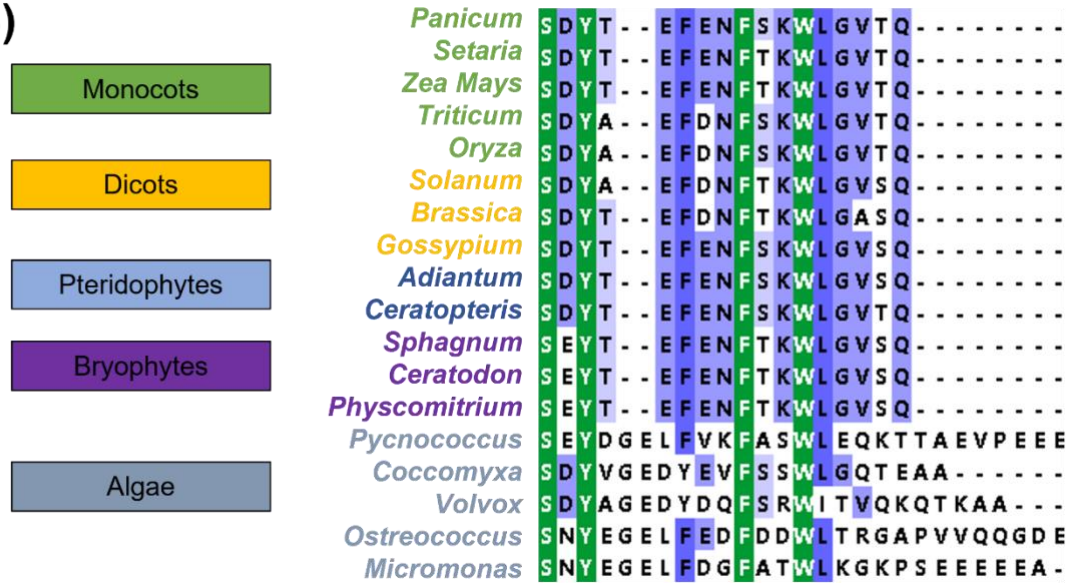 )
Monocots
Dicots
Pteridophytes
Bryophytes
Algae
Panicum SDYT--EFENFSKWLGVTQ--------
Setaria SDYT--EFENFTKWLGVTQ--------
Zea Mays SDYT--EFENFTKWLGVTQ--------
Triticum SDYA--EFDNFSKWLGVTQ--------
Oryza SDYA--EFDNFSKWLGVTQ--------
Solanum SDYA--EFDNFTKWLGVSQ--------
Brassica SDYT--EFDNFTKWLGASQ--------
Gossypium SDYT--EFENFSKWLGVSQ--------
Adiantum SDYT--EFENFSKWLGVSQ--------
Ceratopteris SDYT--EFENFSKWLGVTQ--------
Sphagnum SEYT--EFENFTKWLGVSQ--------
Ceratodon SEYT--EFENFTKWLGVSQ--------
Physcomitrium SEYT--EFENFTKWLGVSQ--------
Pycnococcus SEYDGELFVKFASWLEQKTTAEVPEEE
Coccomyxa SDYVGEDYEVFSSWLGQTEAA------
Volvox SDYAGEDYDQFSRWITVQKQTKAA---
Ostreococcus SNYEGELFEDFDDWLTRGAPVVQQGDE
Micromonas SNYEGELFDGFATWLKGKPSEEEEEA-